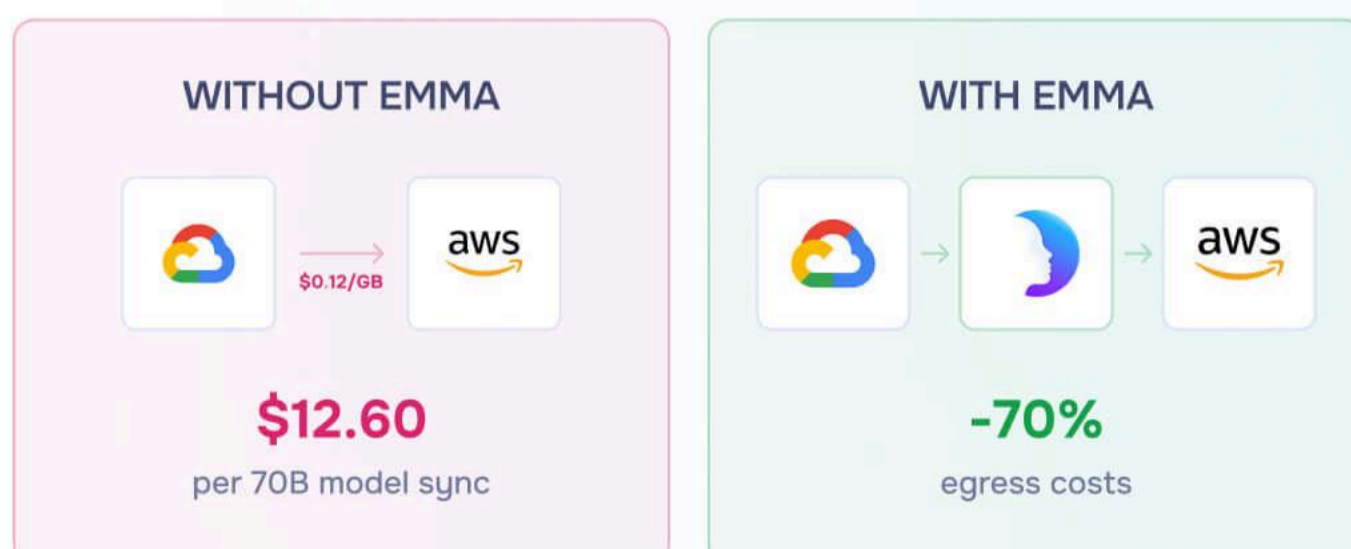 WITHOUT EMMA
$0.12/GB
aws
$12.60
per 70B model sync
WITH EMMA
aws
-70%
egress costs